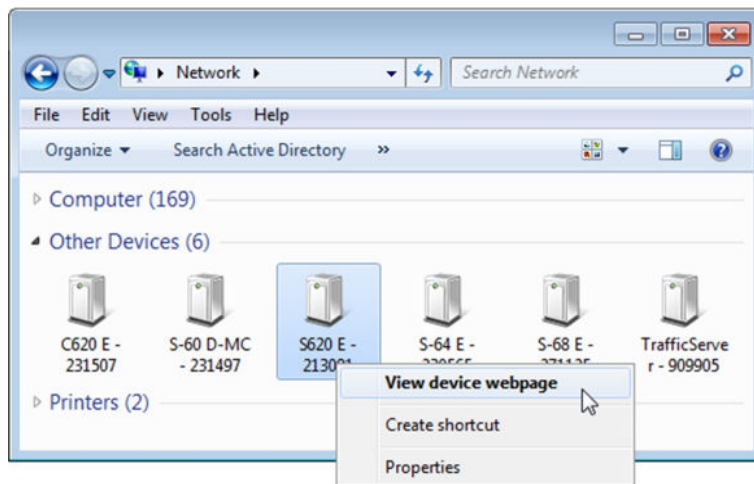 Network
Search Network
File Edit View Tools Help
Organize Search Active Directory »
Computer (169)
Other Devices (6)
C620 E - 231507
S-60 D-MC - 231497
S620 E -
S-64 E -
S-68 E -
TrafficServe
r - 909905
View device webpage
Printers (2)
Create shortcut
Properties